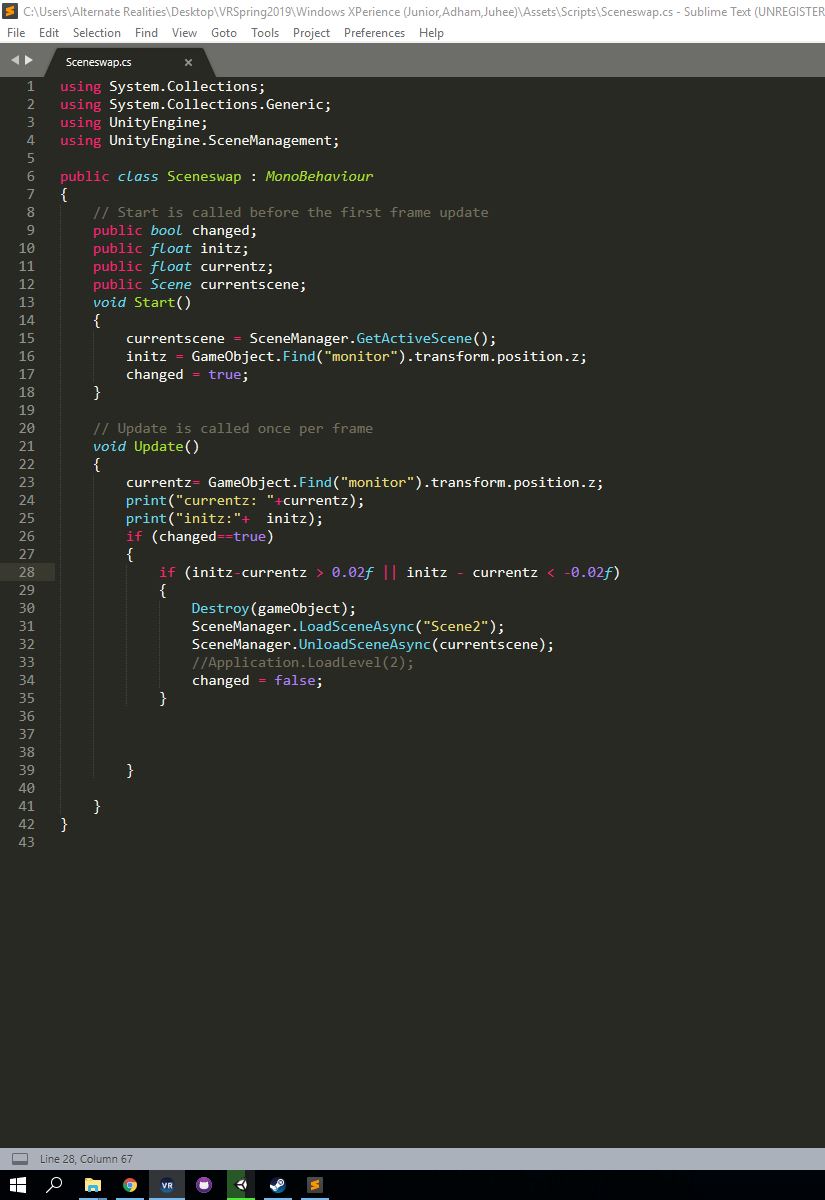 C:\Users\Alternate Realities\Desktop\VRSpring2019\Windows XPerience (Junior,Adham,Juhee)\Assets\Scripts\Sceneswap.cs - Sublime Text (UNREGISTER
File Edit Selection Find View Goto Tools Project Preferences Help
Sceneswap.cs ×
1 using System.Collections;
2 using System.Collections.Generic;
3 using UnityEngine;
4 using UnityEngine.SceneManagement;
5
6 public class Sceneswap : MonoBehaviour
7 {
8     // Start is called before the first frame update
9     public bool changed;
10     public float initz;
11     public float currentz;
12     public Scene currentscene;
13     void Start()
14     {
15         currentscene = SceneManager.GetActiveScene();
16         initz = GameObject.Find("monitor").transform.position.z;
17         changed = true;
18     }
19
20     // Update is called once per frame
21     void Update()
22     {
23         currentz= GameObject.Find("monitor").transform.position.z;
24         print("currentz: "+currentz);
25         print("initz:"+  initz);
26         if (changed==true)
27         {
28             if (initz-currentz > 0.02f || initz - currentz < -0.02f)
29             {
30                 Destroy(gameObject);
31                 SceneManager.LoadSceneAsync("Scene2");
32                 SceneManager.UnloadSceneAsync(currentscene);
33                 //Application.LoadLevel(2);
34                 changed = false;
35             }
36
37
38
39         }
40
41     }
42 }
43
Line 28, Column 67
VR